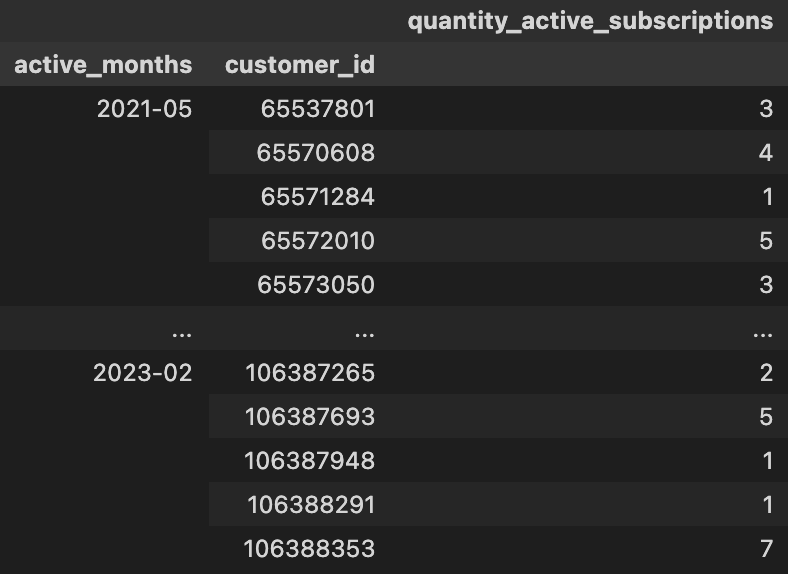 quantity_active_subscriptions
active_months customer_id
2021-05 65537801 3
65570608 4
65571284 1
65572010 5
65573050 3
... ... ...
2023-02 106387265 2
106387693 5
106387948 1
106388291 1
106388353 7